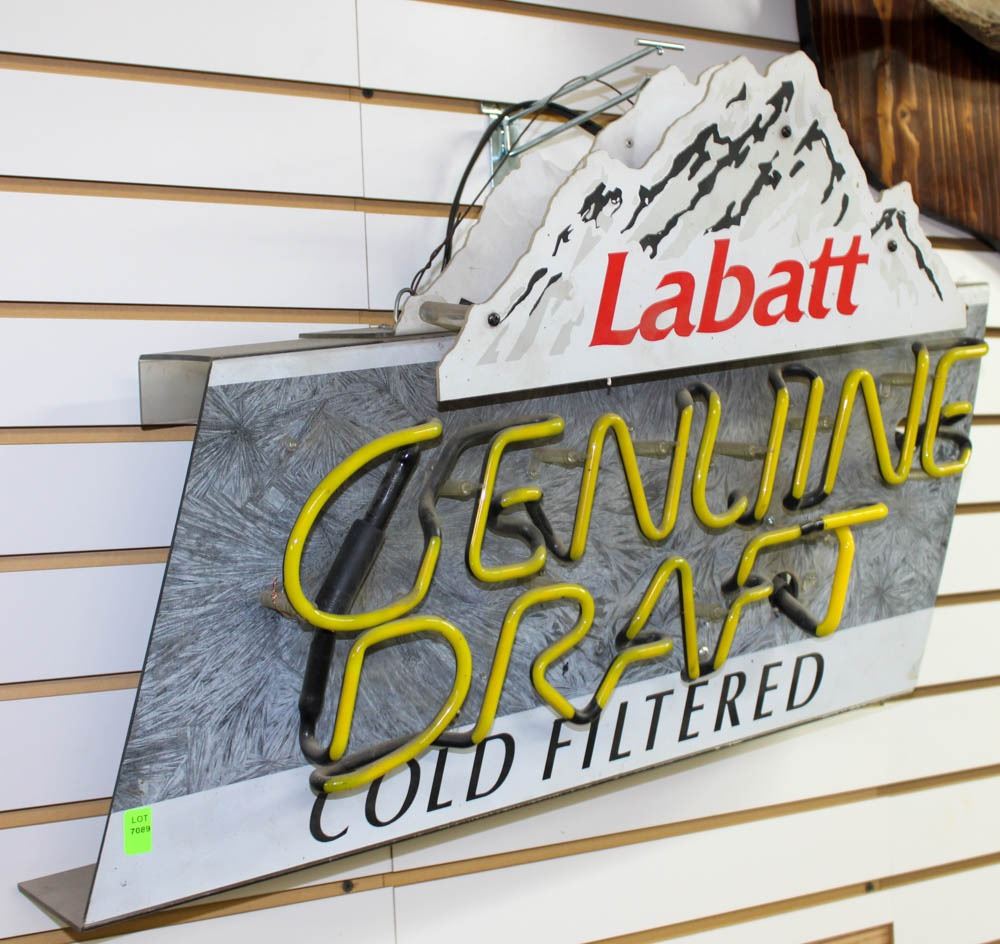 Labatt
GENUINE
DRAFT
COLD FILTERED
LOT
7089